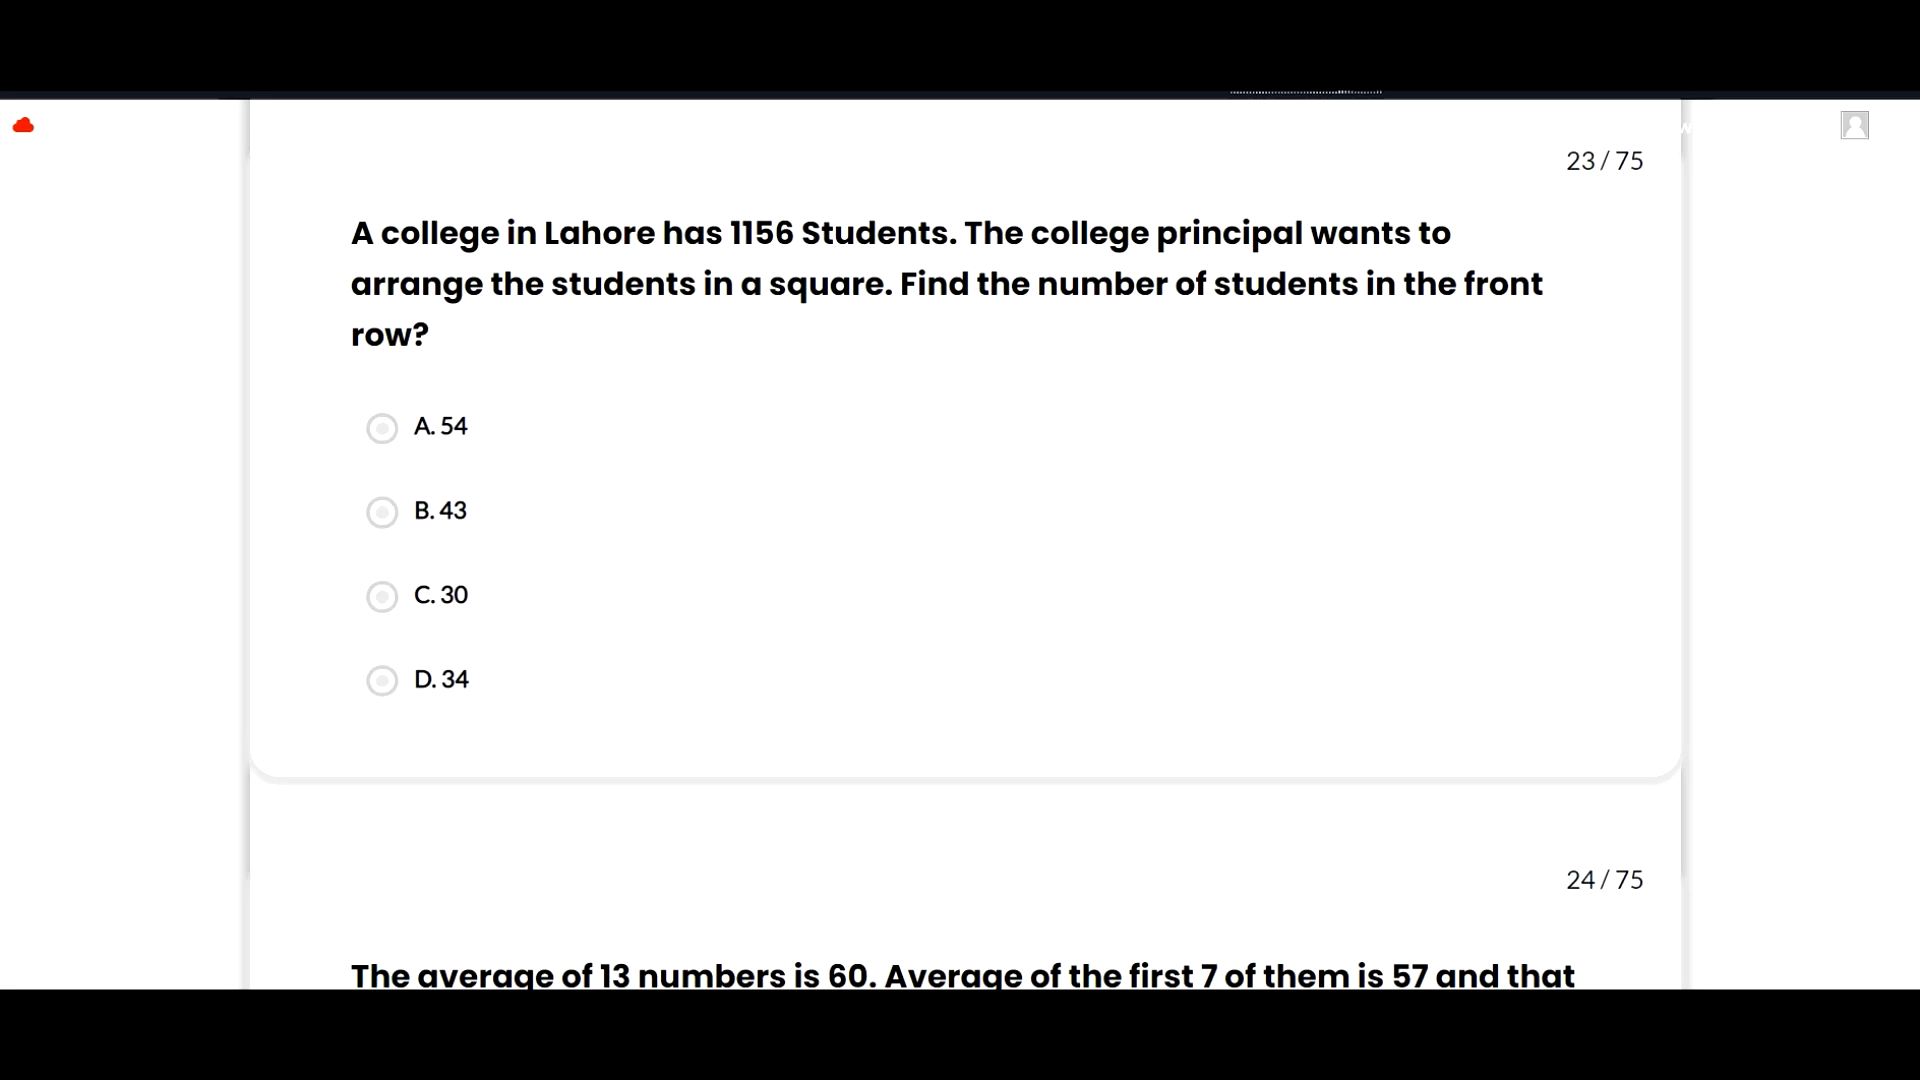 23 / 75
A college in Lahore has 1156 Students. The college principal wants to
arrange the students in a square. Find the number of students in the front
row?
A. 54
B. 43
C. 30
D. 34
24 / 75
The average of 13 numbers is 60. Average of the first 7 of them is 57 and that